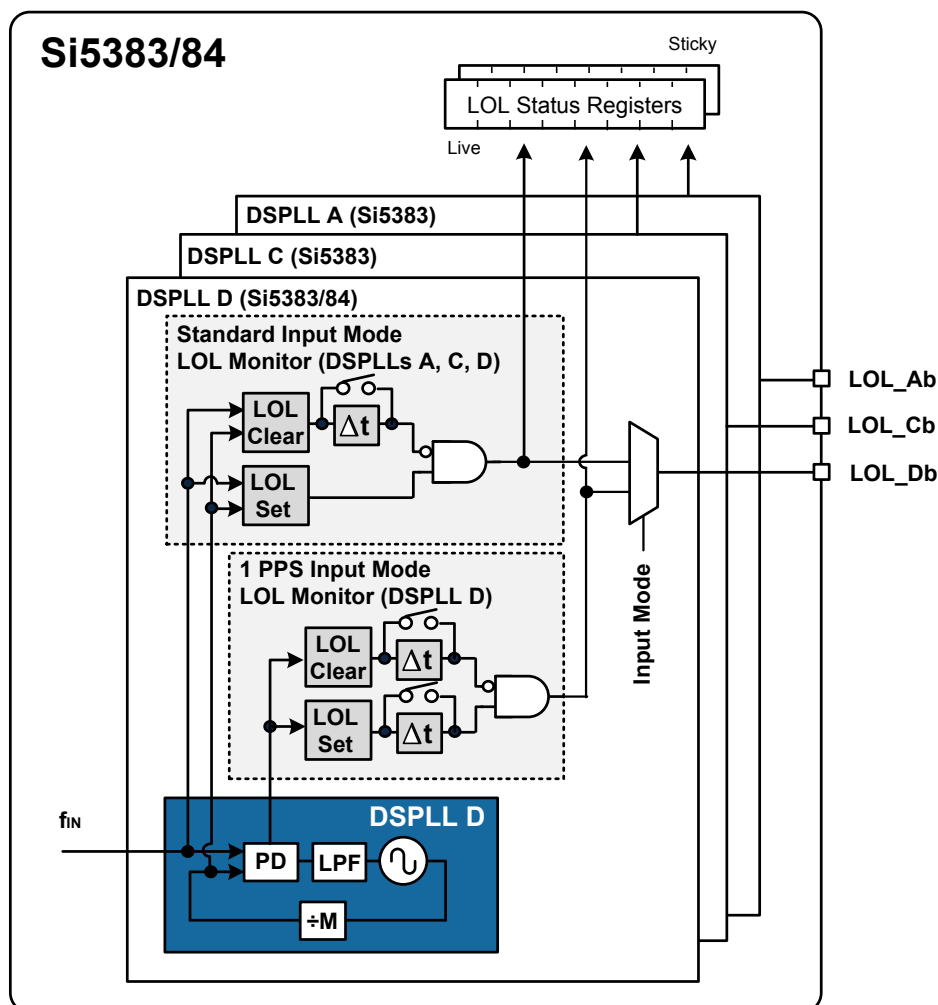 Si5383/84
Sticky
LOL Status Registers
Live
DSPLL A (Si5383)
DSPLL C (Si5383)
DSPLL D (Si5383/84)
Standard Input Mode
LOL Monitor (DSPLLs A, C, D)
LOL
Clear
Δt
LOL
Set
LOL_Ab
LOL_Cb
LOL_Db
1 PPS Input Mode
LOL Monitor (DSPLL D)
LOL
Clear
Δt
LOL
Set
Δt
Input Mode
fIN
DSPLL D
PD
LPF
÷M